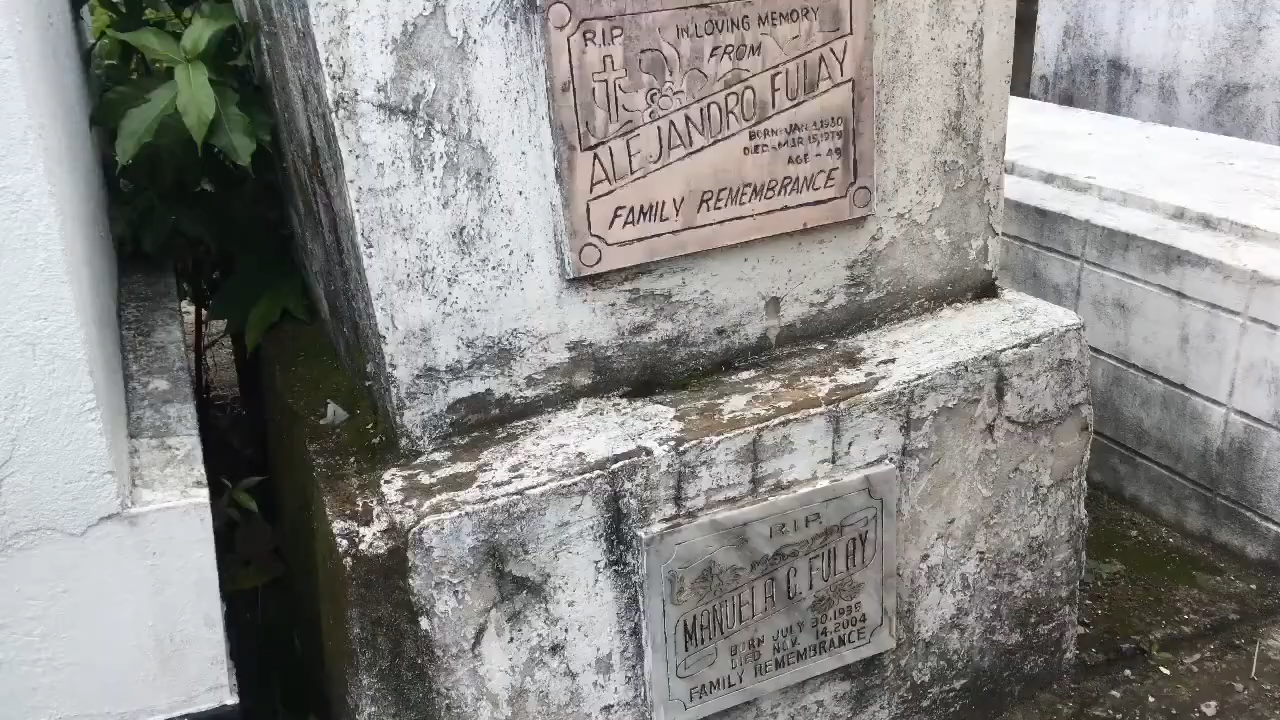 R.I.P.
IN LOVING MEMORY
FROM
ALEJANDRO FULAY
BORN - JAN. 1, 1930
DIED - MAR. 15, 1979
AGE - 49
FAMILY REMEMBRANCE
R.I.P.
MANUELA C. FULAY
BORN JULY 30, 1935
DIED NOV. 14, 2004
FAMILY REMEMBRANCE